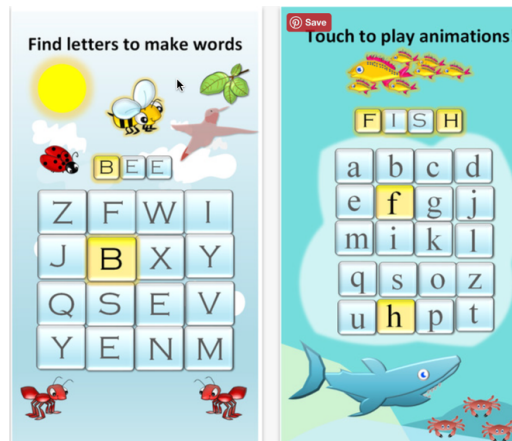 Find letters to make words
B E E
Z F W I
J B X Y
Q S E V
Y E N M
Save
Touch to play animations
F I S H
a b c d
e f g j
m i k l
q s o z
u h p t